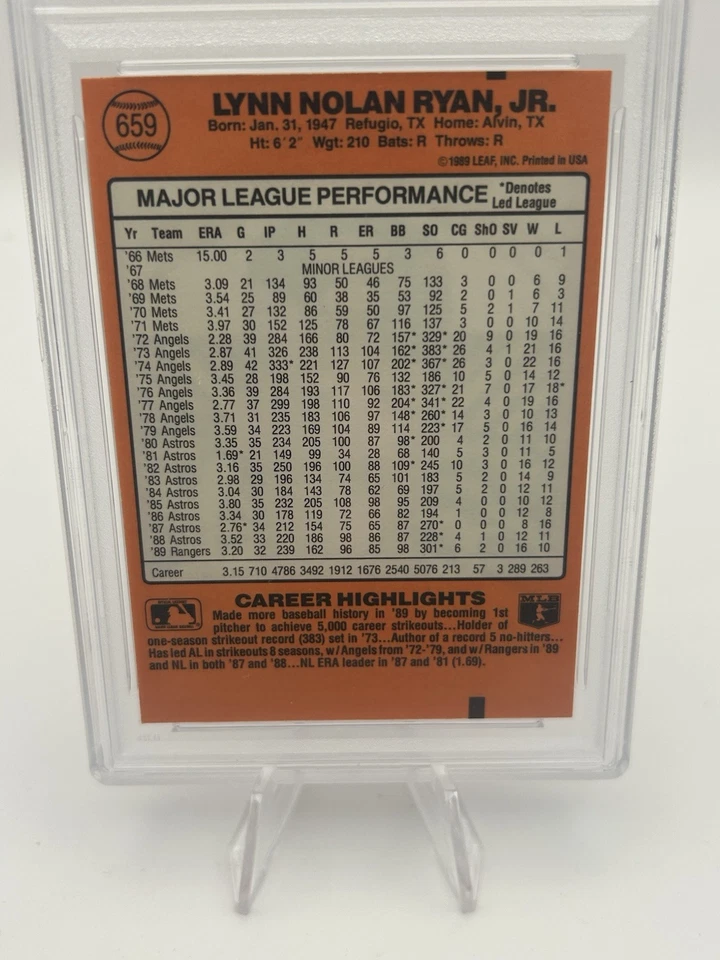 659
LYNN NOLAN RYAN, JR.
Born: Jan. 31, 1947 Refugio, TX Home: Alvin, TX
Ht: 6'2" Wgt: 210 Bats: R Throws: R
©1989 LEAF, INC. Printed in USA
MAJOR LEAGUE PERFORMANCE *Denotes Led League
Yr Team ERA G IP H R ER BB SO CG ShO SV W L
'66 Mets 15.00 2 3 5 5 5 3 6 0 0 0 0 1
'67 MINOR LEAGUES
'68 Mets 3.09 21 134 93 50 46 75 133 3 0 0 6 9
'69 Mets 3.54 25 89 60 38 35 53 92 2 0 1 6 3
'70 Mets 3.41 27 132 86 59 50 97 125 5 2 1 7 11
'71 Mets 3.97 30 152 125 78 67 116 137 3 0 0 10 14
'72 Angels 2.28 39 284 166 80 72 157* 329* 20 9 0 19 16
'73 Angels 2.87 41 326 238 113 104 162* 383* 26 4 1 21 16
'74 Angels 2.89 42 333* 221 127 107 202* 367* 26 3 0 22 16
'75 Angels 3.45 28 198 152 90 76 132 186 10 5 0 14 12
'76 Angels 3.36 39 284 193 117 106 183* 327* 21 7 0 17 18*
'77 Angels 2.77 37 299 198 110 92 204* 341* 22 4 0 19 16
'78 Angels 3.71 31 235 183 106 97 148* 260* 14 3 0 10 13
'79 Angels 3.59 34 223 169 104 89 114 223* 17 5 0 16 14
'80 Astros 3.35 35 234 205 100 87 98* 200 4 2 0 11 10
'81 Astros 1.69* 21 149 99 34 28 68 140 5 3 0 11 5
'82 Astros 3.16 35 250 196 100 88 109* 245 10 3 0 16 12
'83 Astros 2.98 29 196 134 74 65 101 183 5 2 0 14 9
'84 Astros 3.04 30 184 143 78 62 69 197 5 2 0 12 11
'85 Astros 3.80 35 232 205 108 98 95 209 4 0 0 10 12
'86 Astros 3.34 30 178 119 72 66 82 194 1 0 0 12 8
'87 Astros 2.76* 34 212 154 75 65 87 270* 0 0 0 8 16
'88 Astros 3.52 33 220 186 98 86 87 228* 4 1 0 12 11
'89 Rangers 3.20 32 239 162 96 85 98 301* 6 2 0 16 10
Career 3.15 710 4786 3492 1912 1676 2540 5076 213 57 3 289 263
CAREER HIGHLIGHTS
MLB
Made more baseball history in '89 by becoming 1st
pitcher to achieve 5,000 career strikeouts...Holder of
one-season strikeout record (383) set in '73...Author of a record 5 no-hitters...
Has led AL in strikeouts 8 seasons, w/Angels from '72-'79, and w/Rangers in '89
and NL in both '87 and '88...NL ERA leader in '87 and '81 (1.69).